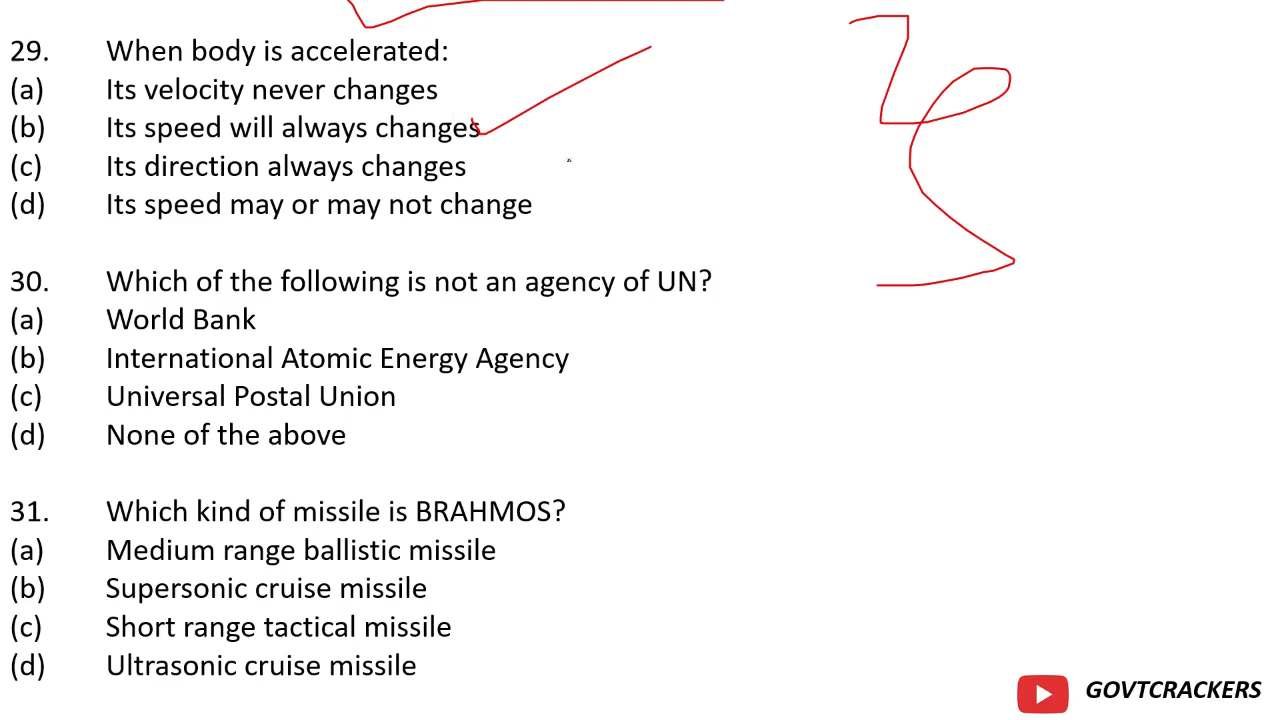 29. When body is accelerated:
(a) Its velocity never changes
(b) Its speed will always changes
(c) Its direction always changes
(d) Its speed may or may not change
30. Which of the following is not an agency of UN?
(a) World Bank
(b) International Atomic Energy Agency
(c) Universal Postal Union
(d) None of the above
31. Which kind of missile is BRAHMOS?
(a) Medium range ballistic missile
(b) Supersonic cruise missile
(c) Short range tactical missile
(d) Ultrasonic cruise missile
GOVTCRACKERS